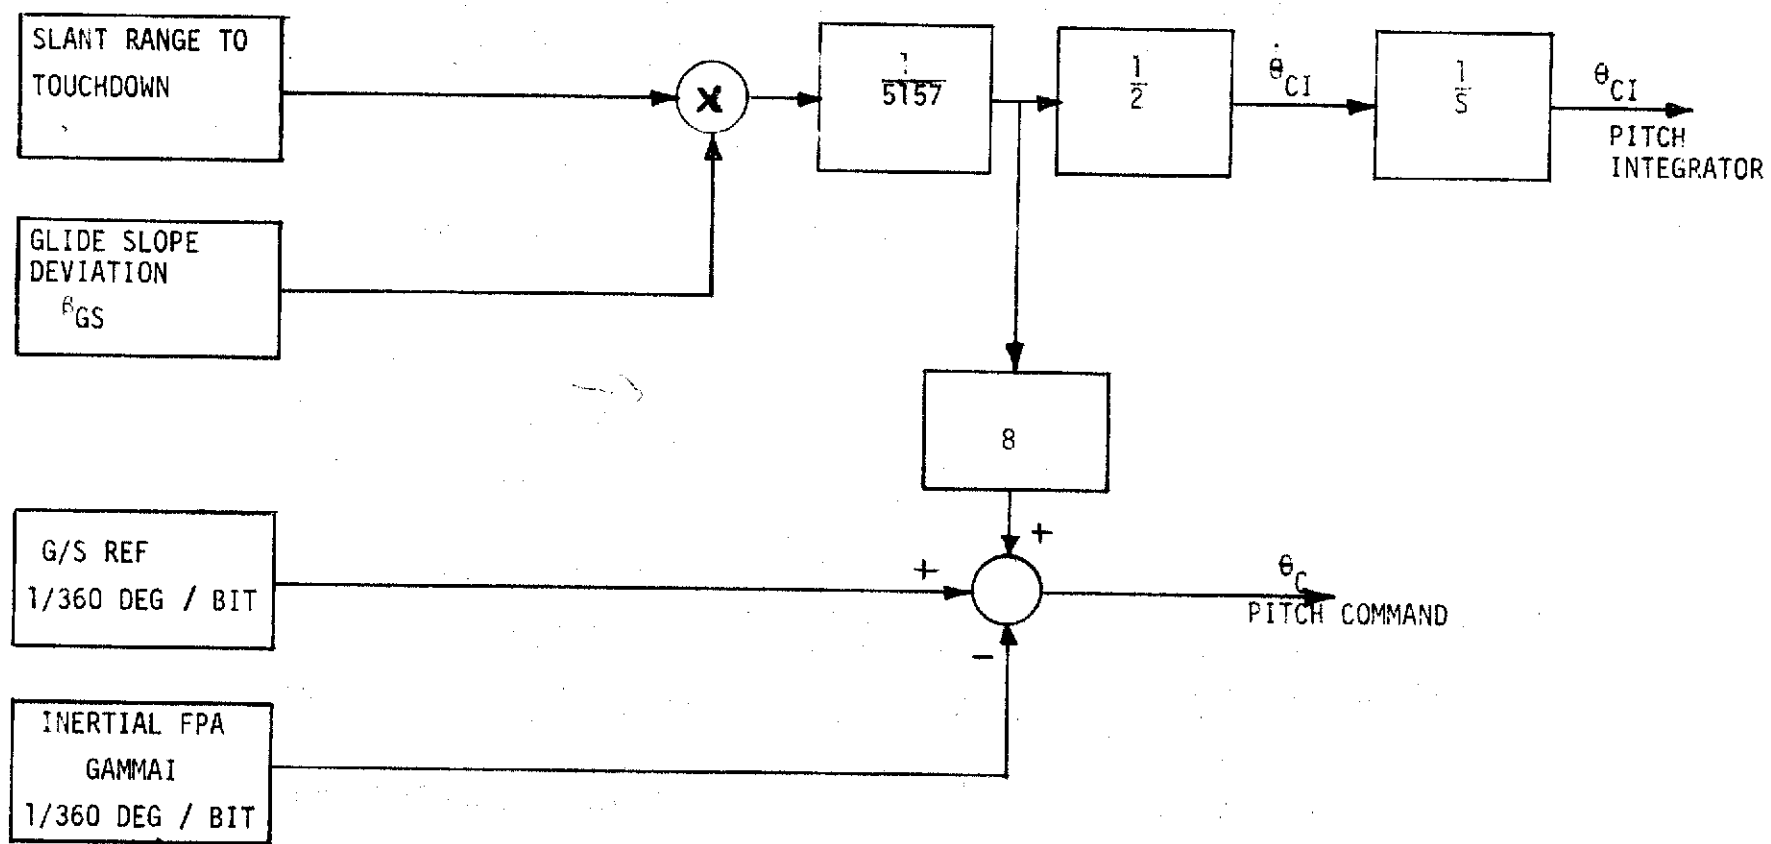 SLANT RANGE TO
TOUCHDOWN
X
1
5157
1
2
θ̇CI
1
S
θCI
PITCH
INTEGRATOR
GLIDE SLOPE
DEVIATION
βGS
8
+
G/S REF
1/360 DEG / BIT
+
θC
PITCH COMMAND
-
INERTIAL FPA
GAMMAI
1/360 DEG / BIT